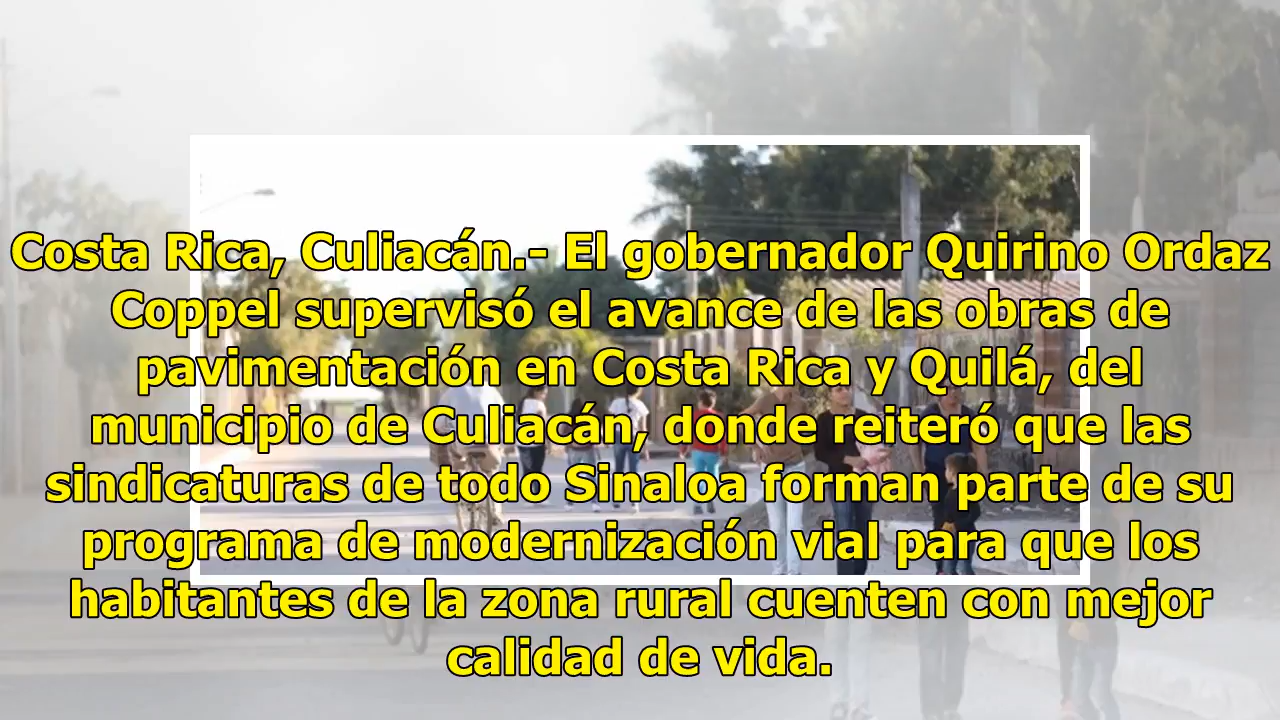 Costa Rica, Culiacán.- El gobernador Quirino Ordaz
Coppel supervisó el avance de las obras de
pavimentación en Costa Rica y Quilá, del
municipio de Culiacán, donde reiteró que las
sindicaturas de todo Sinaloa forman parte de su
programa de modernización vial para que los
habitantes de la zona rural cuenten con mejor
calidad de vida.